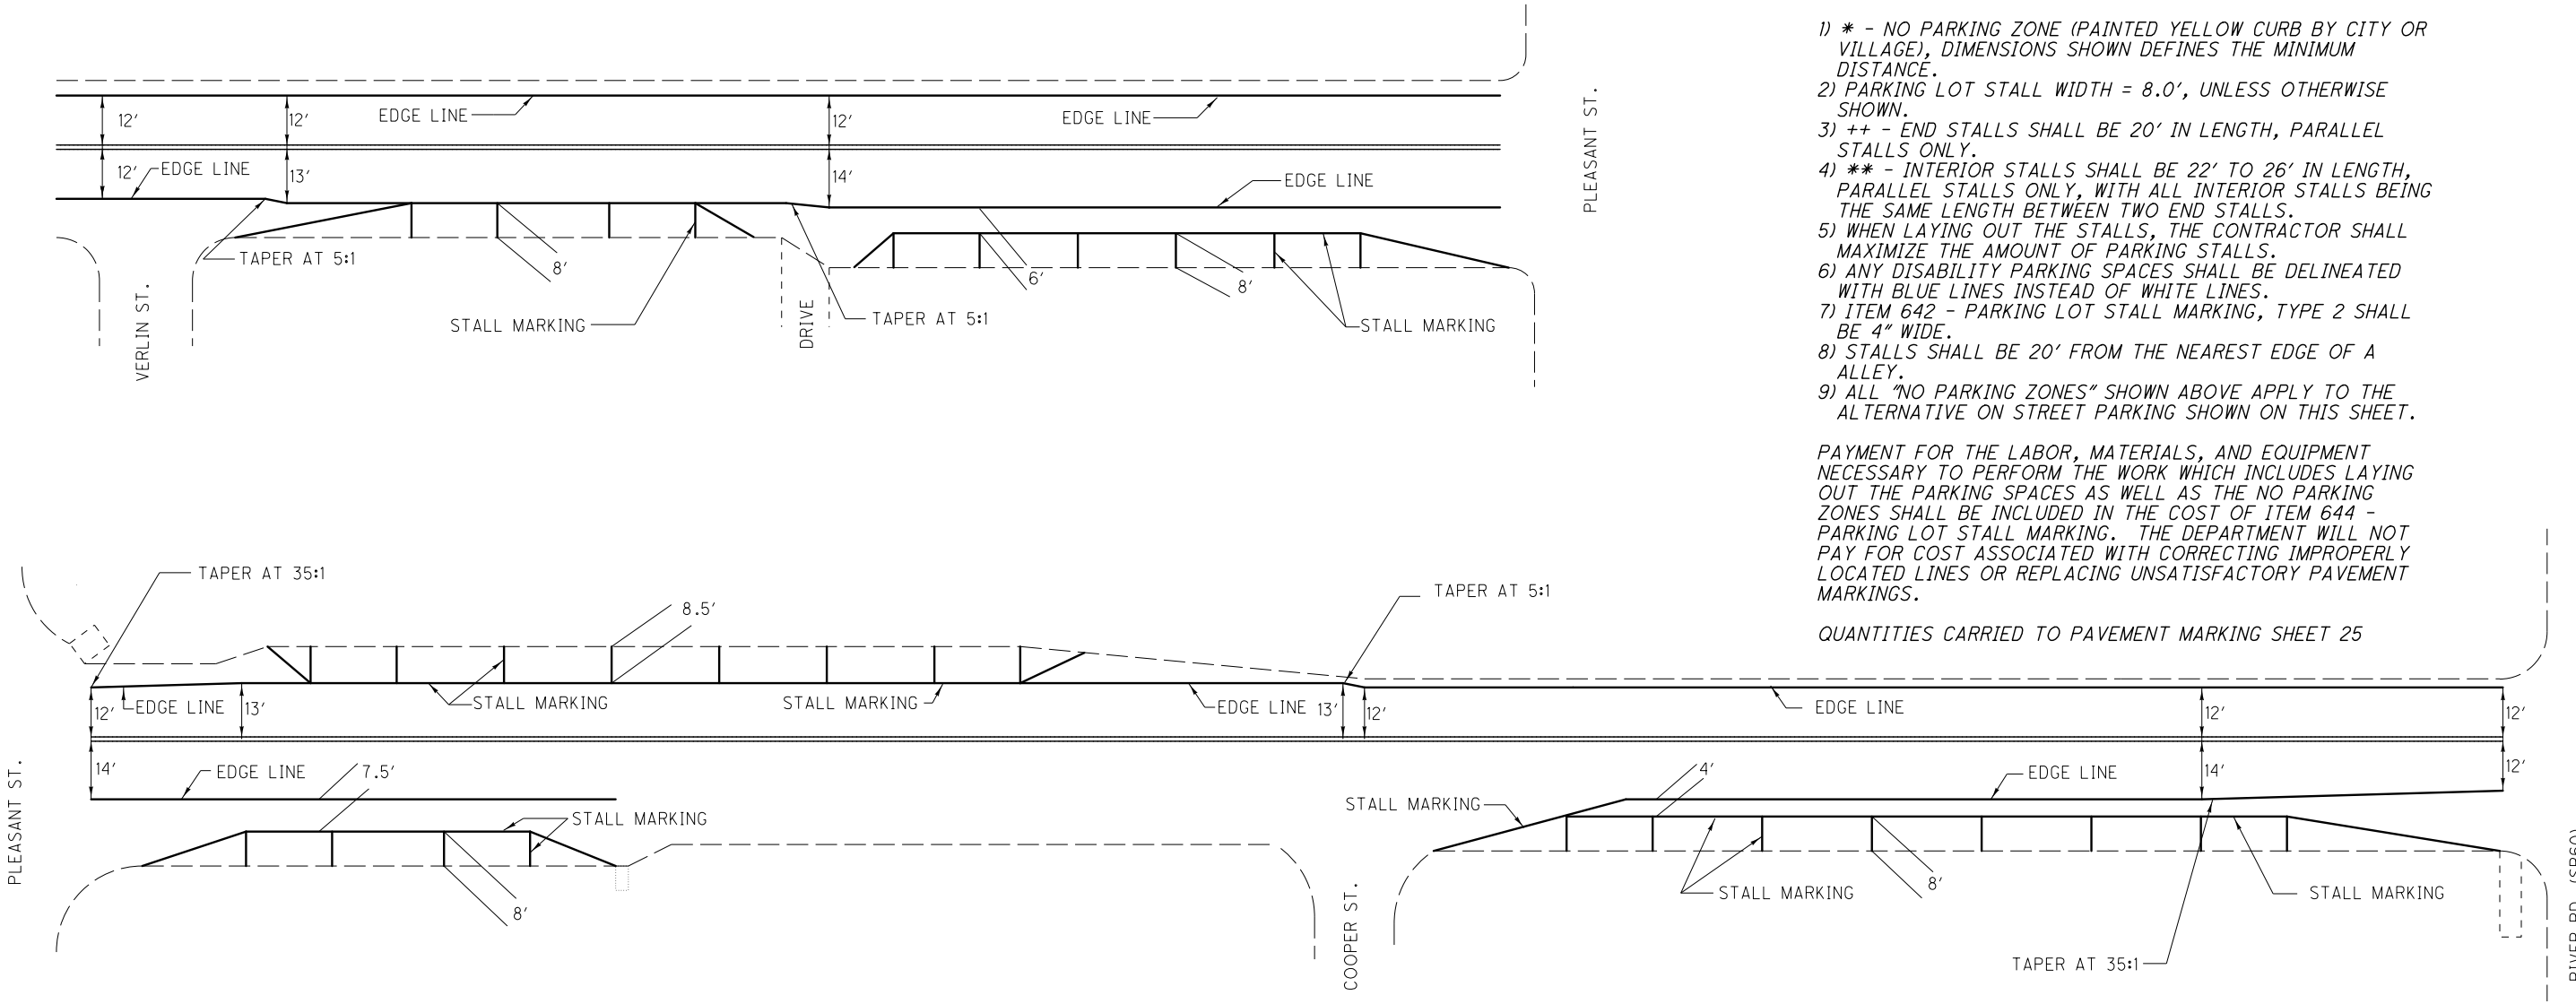 1) * - NO PARKING ZONE (PAINTED YELLOW CURB BY CITY OR
VILLAGE), DIMENSIONS SHOWN DEFINES THE MINIMUM
DISTANCE.
2) PARKING LOT STALL WIDTH = 8.0', UNLESS OTHERWISE
SHOWN.
3) ++ - END STALLS SHALL BE 20' IN LENGTH, PARALLEL
STALLS ONLY.
4) ** - INTERIOR STALLS SHALL BE 22' TO 26' IN LENGTH,
PARALLEL STALLS ONLY, WITH ALL INTERIOR STALLS BEING
THE SAME LENGTH BETWEEN TWO END STALLS.
5) WHEN LAYING OUT THE STALLS, THE CONTRACTOR SHALL
MAXIMIZE THE AMOUNT OF PARKING STALLS.
6) ANY DISABILITY PARKING SPACES SHALL BE DELINEATED
WITH BLUE LINES INSTEAD OF WHITE LINES.
7) ITEM 642 - PARKING LOT STALL MARKING, TYPE 2 SHALL
BE 4" WIDE.
8) STALLS SHALL BE 20' FROM THE NEAREST EDGE OF A
ALLEY.
9) ALL "NO PARKING ZONES" SHOWN ABOVE APPLY TO THE
ALTERNATIVE ON STREET PARKING SHOWN ON THIS SHEET.
PAYMENT FOR THE LABOR, MATERIALS, AND EQUIPMENT
NECESSARY TO PERFORM THE WORK WHICH INCLUDES LAYING
OUT THE PARKING SPACES AS WELL AS THE NO PARKING
ZONES SHALL BE INCLUDED IN THE COST OF ITEM 644 -
PARKING LOT STALL MARKING. THE DEPARTMENT WILL NOT
PAY FOR COST ASSOCIATED WITH CORRECTING IMPROPERLY
LOCATED LINES OR REPLACING UNSATISFACTORY PAVEMENT
MARKINGS.
QUANTITIES CARRIED TO PAVEMENT MARKING SHEET 25
12'
12'
EDGE LINE
12'
EDGE LINE
12'
EDGE LINE
13'
14'
EDGE LINE
PLEASANT ST.
TAPER AT 5:1
8'
6'
8'
VERLIN ST.
STALL MARKING
DRIVE
TAPER AT 5:1
STALL MARKING
TAPER AT 35:1
8.5'
TAPER AT 5:1
12'
EDGE LINE
13'
STALL MARKING
STALL MARKING
EDGE LINE
13'
12'
EDGE LINE
12'
12'
PLEASANT ST.
14'
EDGE LINE
7.5'
4'
EDGE LINE
14'
12'
STALL MARKING
STALL MARKING
8'
COOPER ST.
STALL MARKING
8'
STALL MARKING
TAPER AT 35:1
RIVER RD. (SR60)